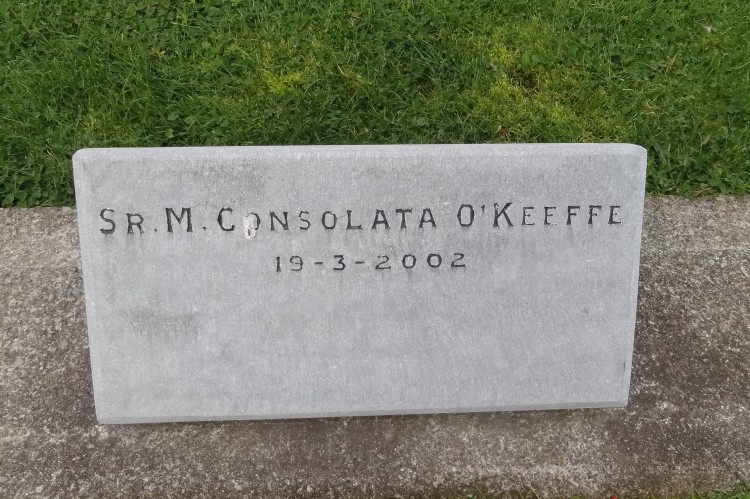 Sr. M. Consolata O'Keeffe
19-3-2002